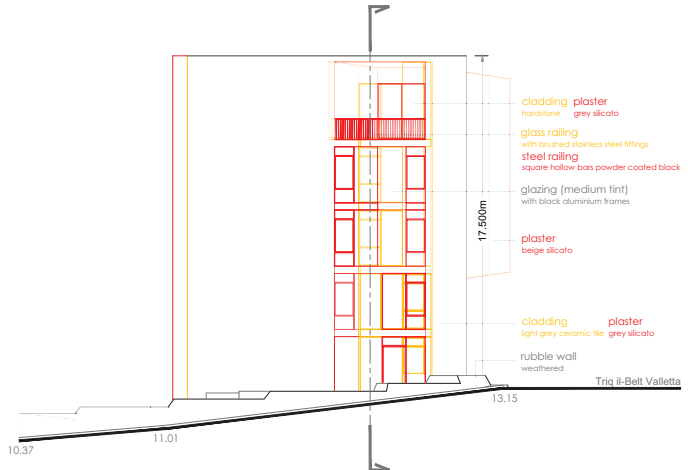 cladding plaster
hardstone grey silicato
glass railing
with brushed stainless steel fittings
steel railing
square hollow bars powder coated black
glazing (medium tint)
with black aluminium frames
17.500m
plaster
beige silicato
cladding plaster
light grey ceramic tile grey silicato
rubble wall
weathered
Triq il-Belt Valletta
13.15
11.01
10.37